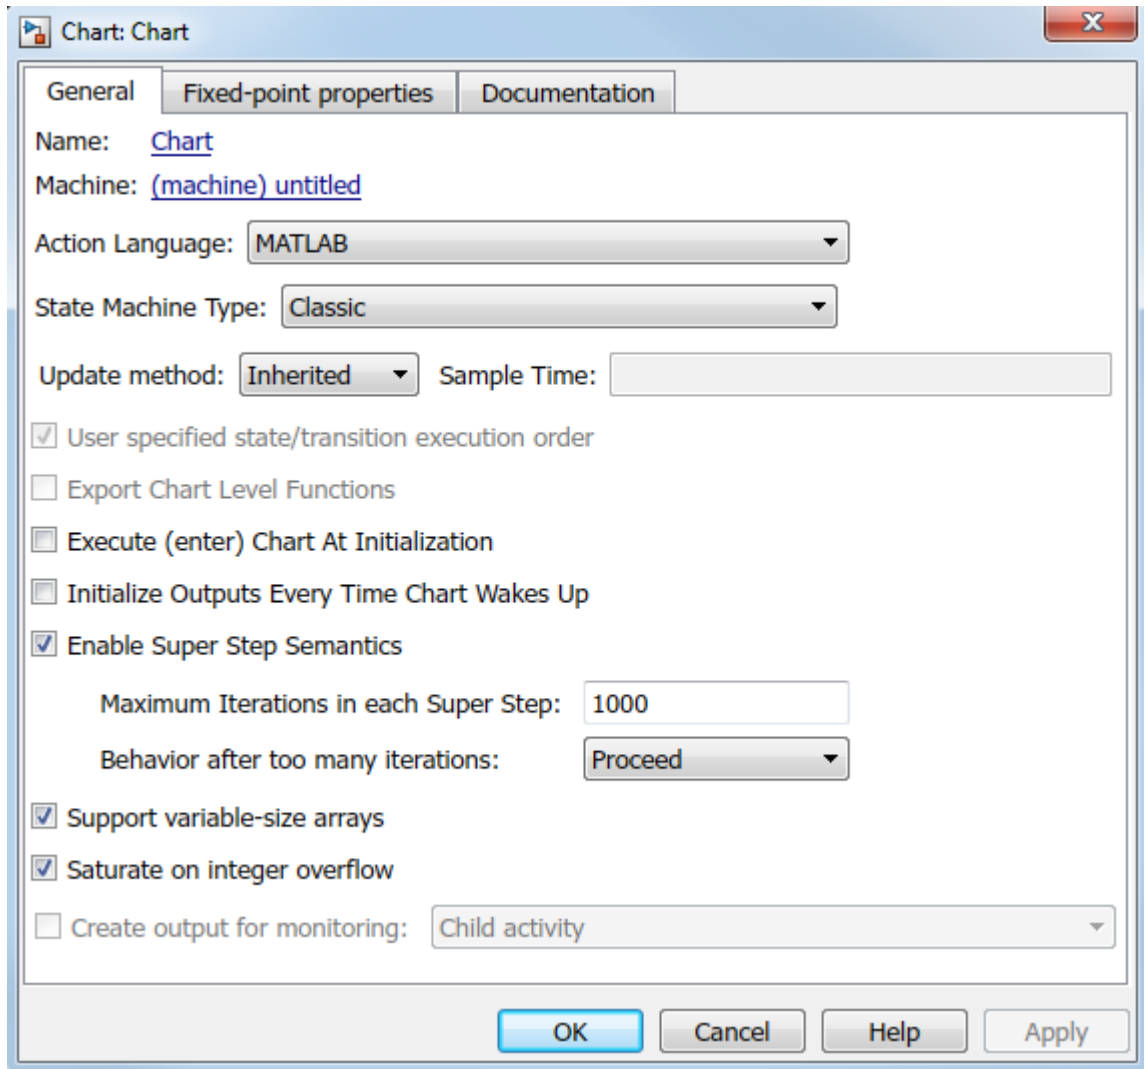 Chart: Chart
General Fixed-point properties Documentation
Name: Chart
Machine: (machine) untitled
Action Language: MATLAB
State Machine Type: Classic
Update method: Inherited Sample Time:
User specified state/transition execution order
Export Chart Level Functions
Execute (enter) Chart At Initialization
Initialize Outputs Every Time Chart Wakes Up
Enable Super Step Semantics
Maximum Iterations in each Super Step: 1000
Behavior after too many iterations: Proceed
Support variable-size arrays
Saturate on integer overflow
Create output for monitoring: Child activity
OK Cancel Help Apply